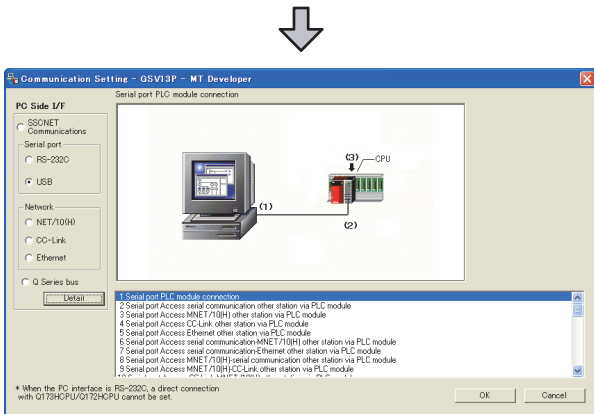 Communication Setting - GSV13P - MT Developer
Serial port PLC module connection
PC Side I/F
SSCNET
Communications
Serial port
RS-232C
USB
Network
NET/10(H)
CC-Link
Ethernet
Q Series bus
Detail
(3)
CPU
(1)
(2)
1 Serial port PLC module connection
2 Serial port Access serial communication other station via PLC module
3 Serial port Access MNET/10(H) other station via PLC module
4 Serial port Access CC-Link other station via PLC module
5 Serial port Access Ethernet other station via PLC module
6 Serial port Access serial communication-MNET/10(H) other station via PLC module
7 Serial port Access serial communication-Ethernet other station via PLC module
8 Serial port Access MNET/10(H)-serial communication other station via PLC module
9 Serial port Access MNET/10(H)-CC-Link other station via PLC module
* When the PC interface is RS-232C, a direct connection
with Q173HCPU/Q172HCPU cannot be set.
OK
Cancel